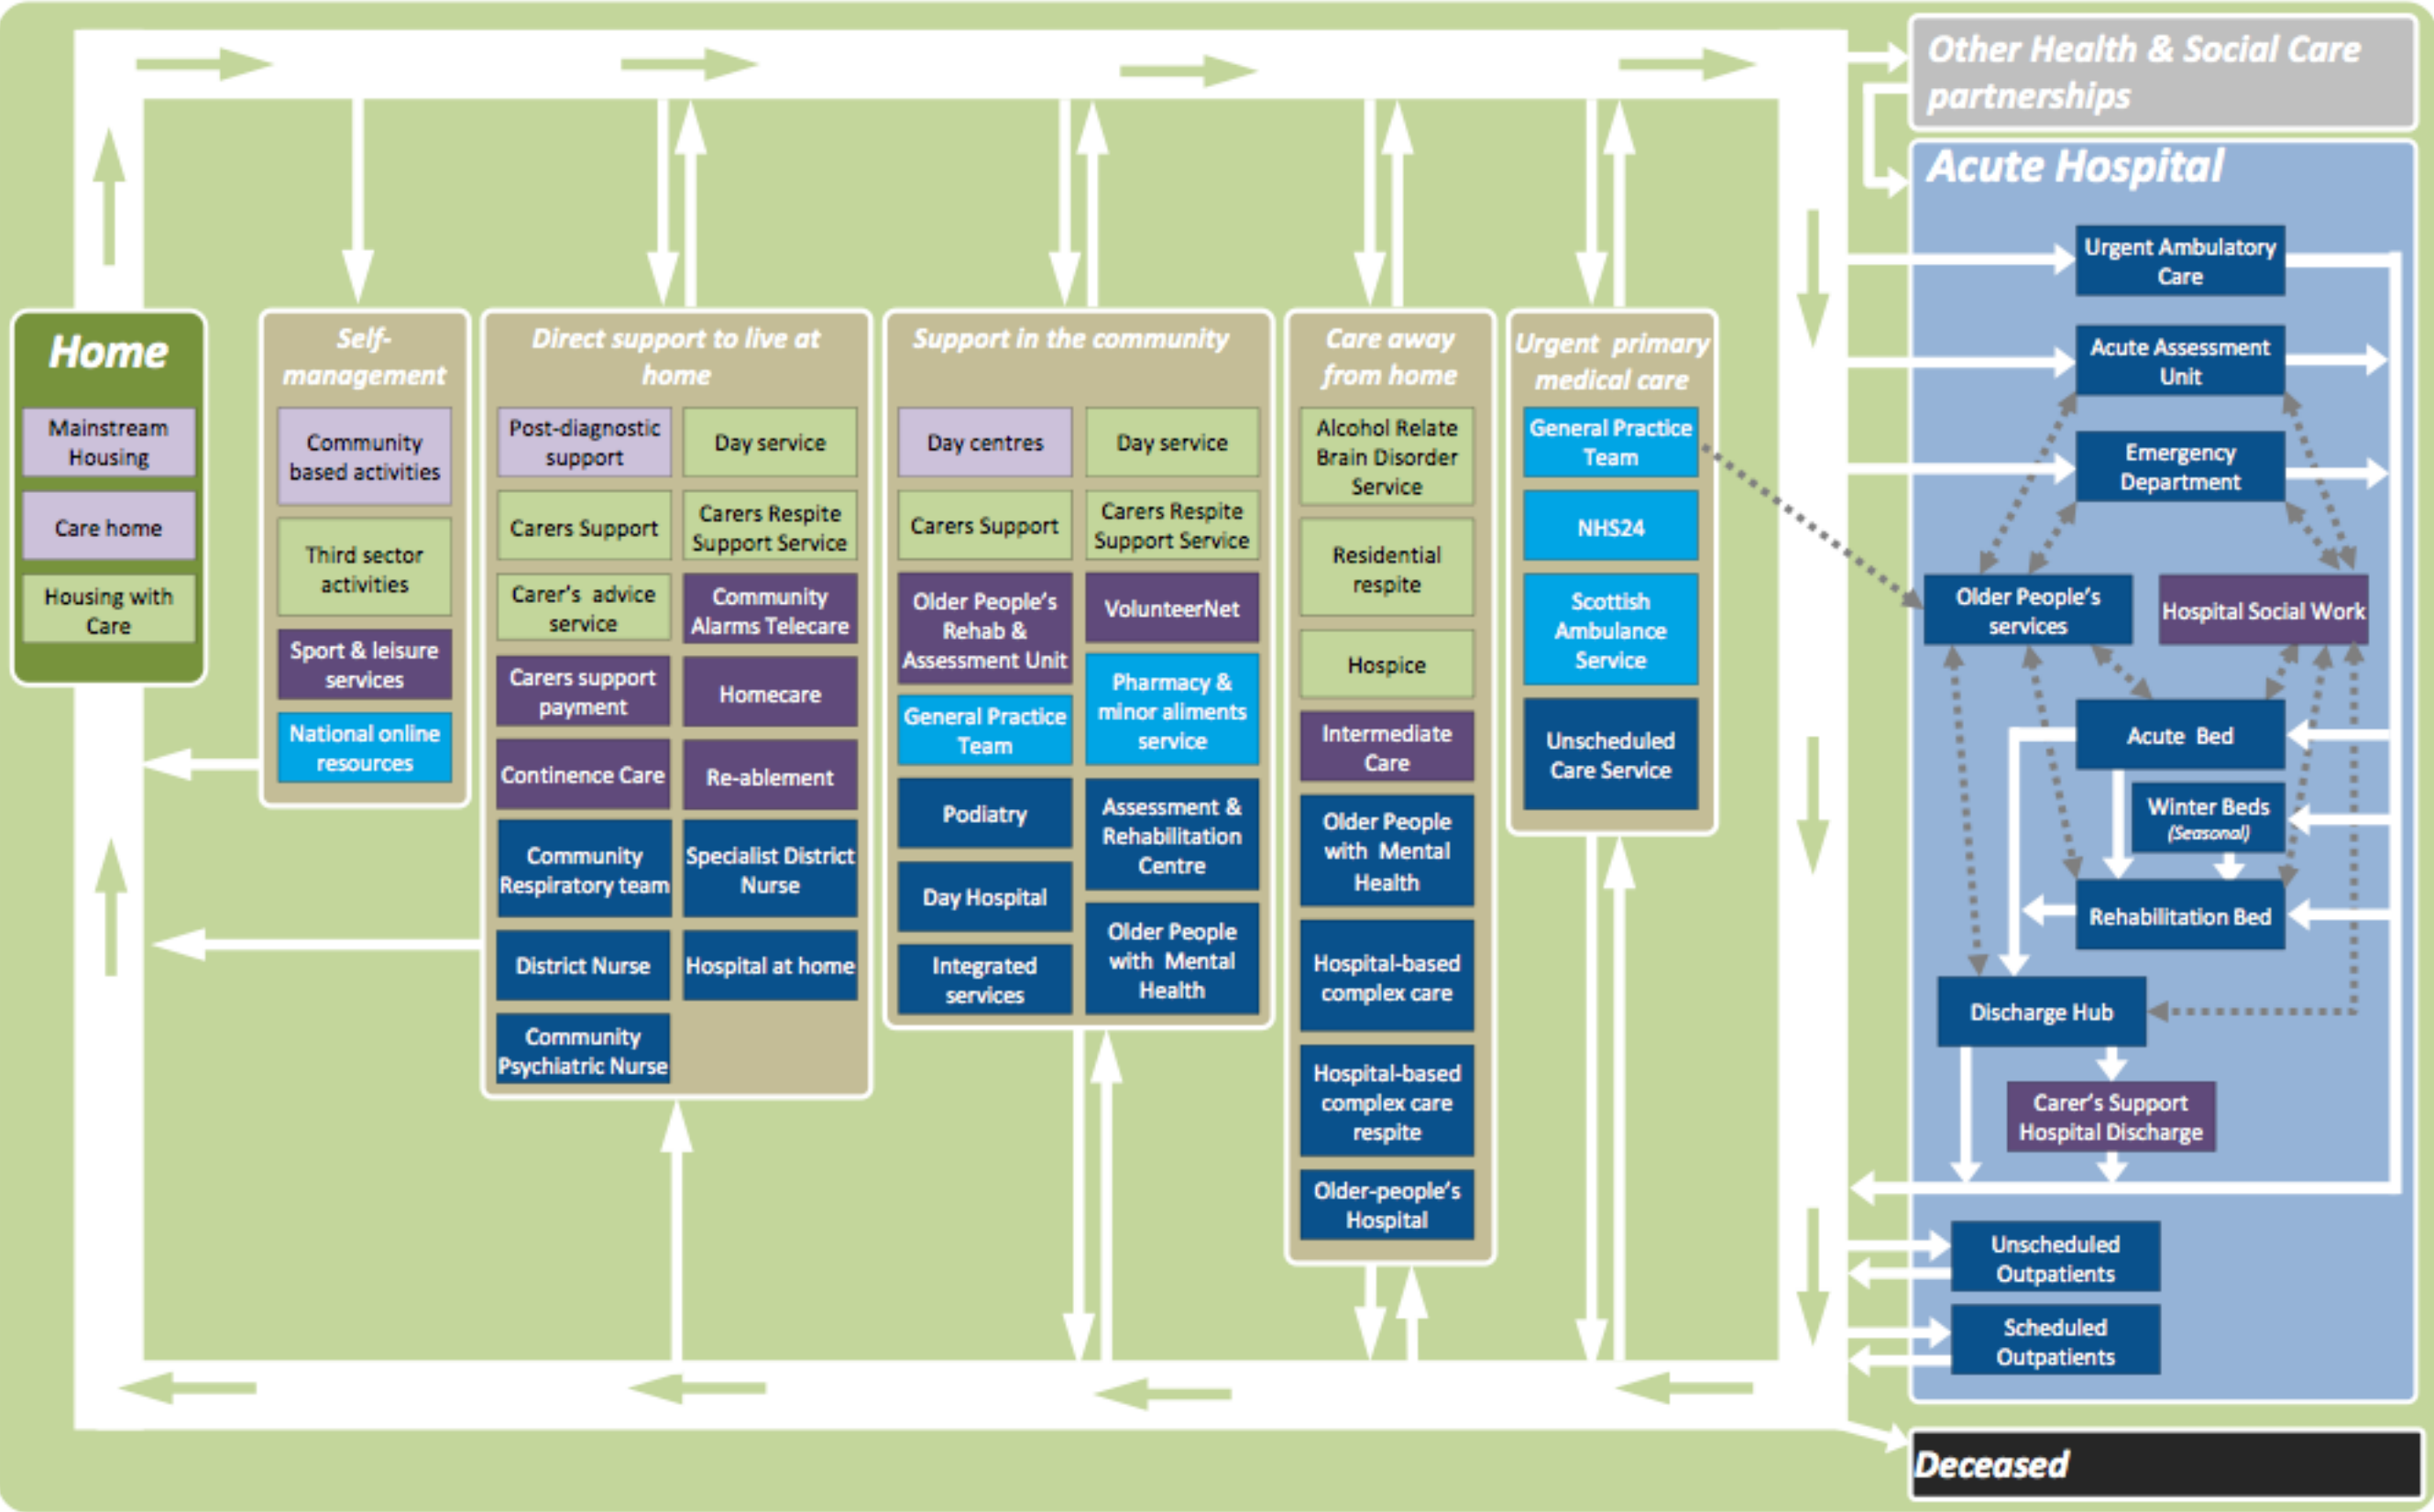 Other Health & Social Care
partnerships
Acute Hospital
Urgent Ambulatory
Care
Acute Assessment
Unit
Emergency
Department
Older People's
services
Hospital Social Work
Acute Bed
Winter Beds
(Seasonal)
Rehabilitation Bed
Discharge Hub
Carer's Support
Hospital Discharge
Unscheduled
Outpatients
Scheduled
Outpatients
Deceased
Home
Mainstream
Housing
Care home
Housing with
Care
Self-
management
Community
based activities
Third sector
activities
Sport & leisure
services
National online
resources
Direct support to live at
home
Post-diagnostic
support
Day service
Carers Support
Carers Respite
Support Service
Carer's advice
service
Community
Alarms Telecare
Carers support
payment
Homecare
Continence Care
Re-ablement
Community
Respiratory team
Specialist District
Nurse
District Nurse
Hospital at home
Community
Psychiatric Nurse
Support in the community
Day centres
Day service
Carers Support
Carers Respite
Support Service
Older People's
Rehab &
Assessment Unit
VolunteerNet
General Practice
Team
Pharmacy &
minor aliments
service
Podiatry
Assessment &
Rehabilitation
Centre
Day Hospital
Integrated
services
Older People
with Mental
Health
Care away
from home
Alcohol Relate
Brain Disorder
Service
Residential
respite
Hospice
Intermediate
Care
Older People
with Mental
Health
Hospital-based
complex care
Hospital-based
complex care
respite
Older-people's
Hospital
Urgent primary
medical care
General Practice
Team
NHS24
Scottish
Ambulance
Service
Unscheduled
Care Service